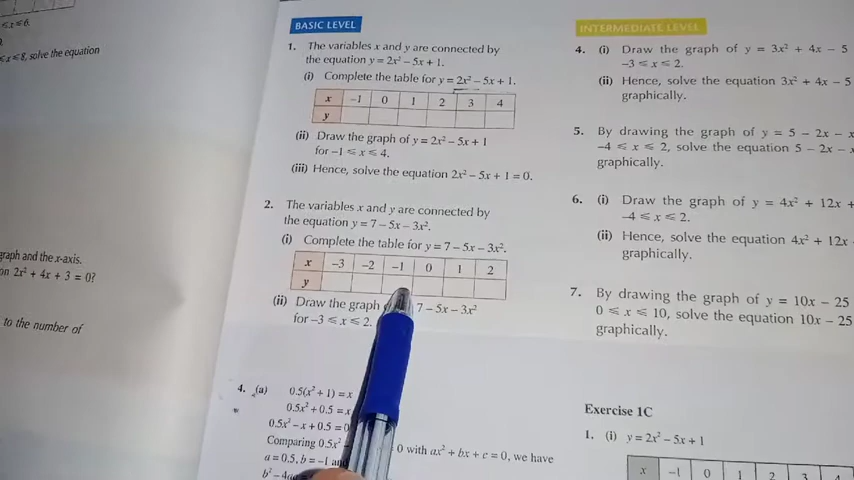 ≤x≤6.
≤x≤8, solve the equation
graph and the x-axis.
on 2x² + 4x + 3 = 0?
to the number of
BASIC LEVEL
1. The variables x and y are connected by
the equation y = 2x² − 5x + 1.
(i) Complete the table for y = 2x² − 5x + 1.
x −1 0 1 2 3 4
y
(ii) Draw the graph of y = 2x² − 5x + 1
for −1 ≤ x ≤ 4.
(iii) Hence, solve the equation 2x² − 5x + 1 = 0.
2. The variables x and y are connected by
the equation y = 7 − 5x − 3x².
(i) Complete the table for y = 7 − 5x − 3x².
x −3 −2 −1 0 1 2
y
(ii) Draw the graph 7 − 5x − 3x²
for −3 ≤ x ≤ 2.
4. (a) 0.5(x² + 1) = x
0.5x² + 0.5 = x
0.5x² − x + 0.5 = 0
Comparing 0.5x² 0 with ax² + bx + c = 0, we have
a = 0.5, b = −1 and
b² − 4ac
INTERMEDIATE LEVEL
4. (i) Draw the graph of y = 3x² + 4x − 5
−3 ≤ x ≤ 2.
(ii) Hence, solve the equation 3x² + 4x − 5
graphically.
5. By drawing the graph of y = 5 − 2x − x
−4 ≤ x ≤ 2, solve the equation 5 − 2x −
graphically.
6. (i) Draw the graph of y = 4x² + 12x +
−4 ≤ x ≤ 2.
(ii) Hence, solve the equation 4x² + 12x
graphically.
7. By drawing the graph of y = 10x − 25
0 ≤ x ≤ 10, solve the equation 10x − 25
graphically.
Exercise 1C
1. (i) y = 2x² − 5x + 1
x −1 0 1 2 3 4